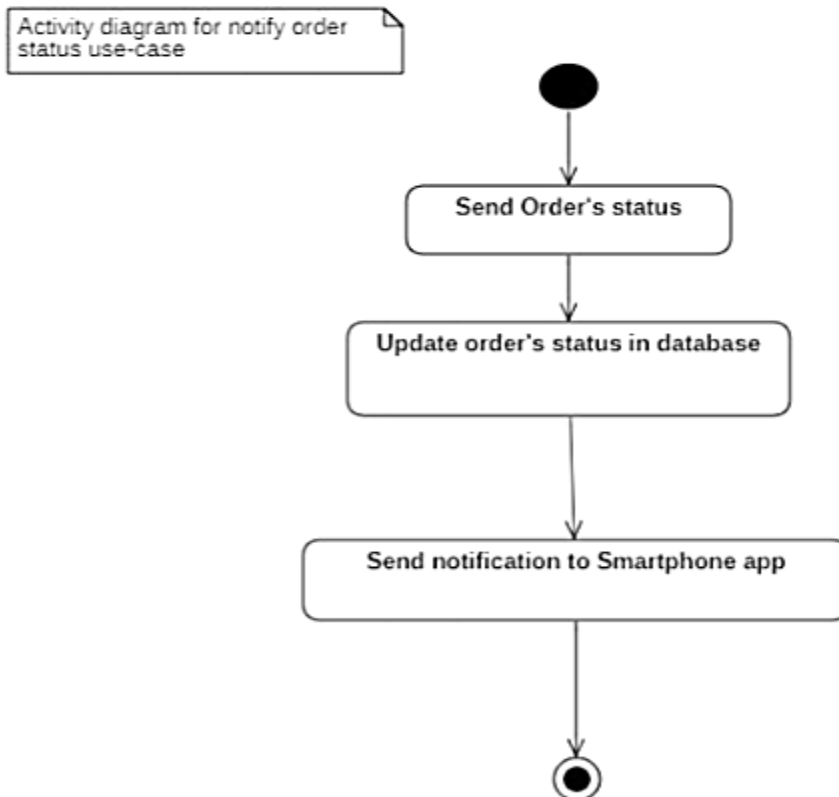 Activity diagram for notify order
status use-case
Send Order's status
Update order's status in database
Send notification to Smartphone app